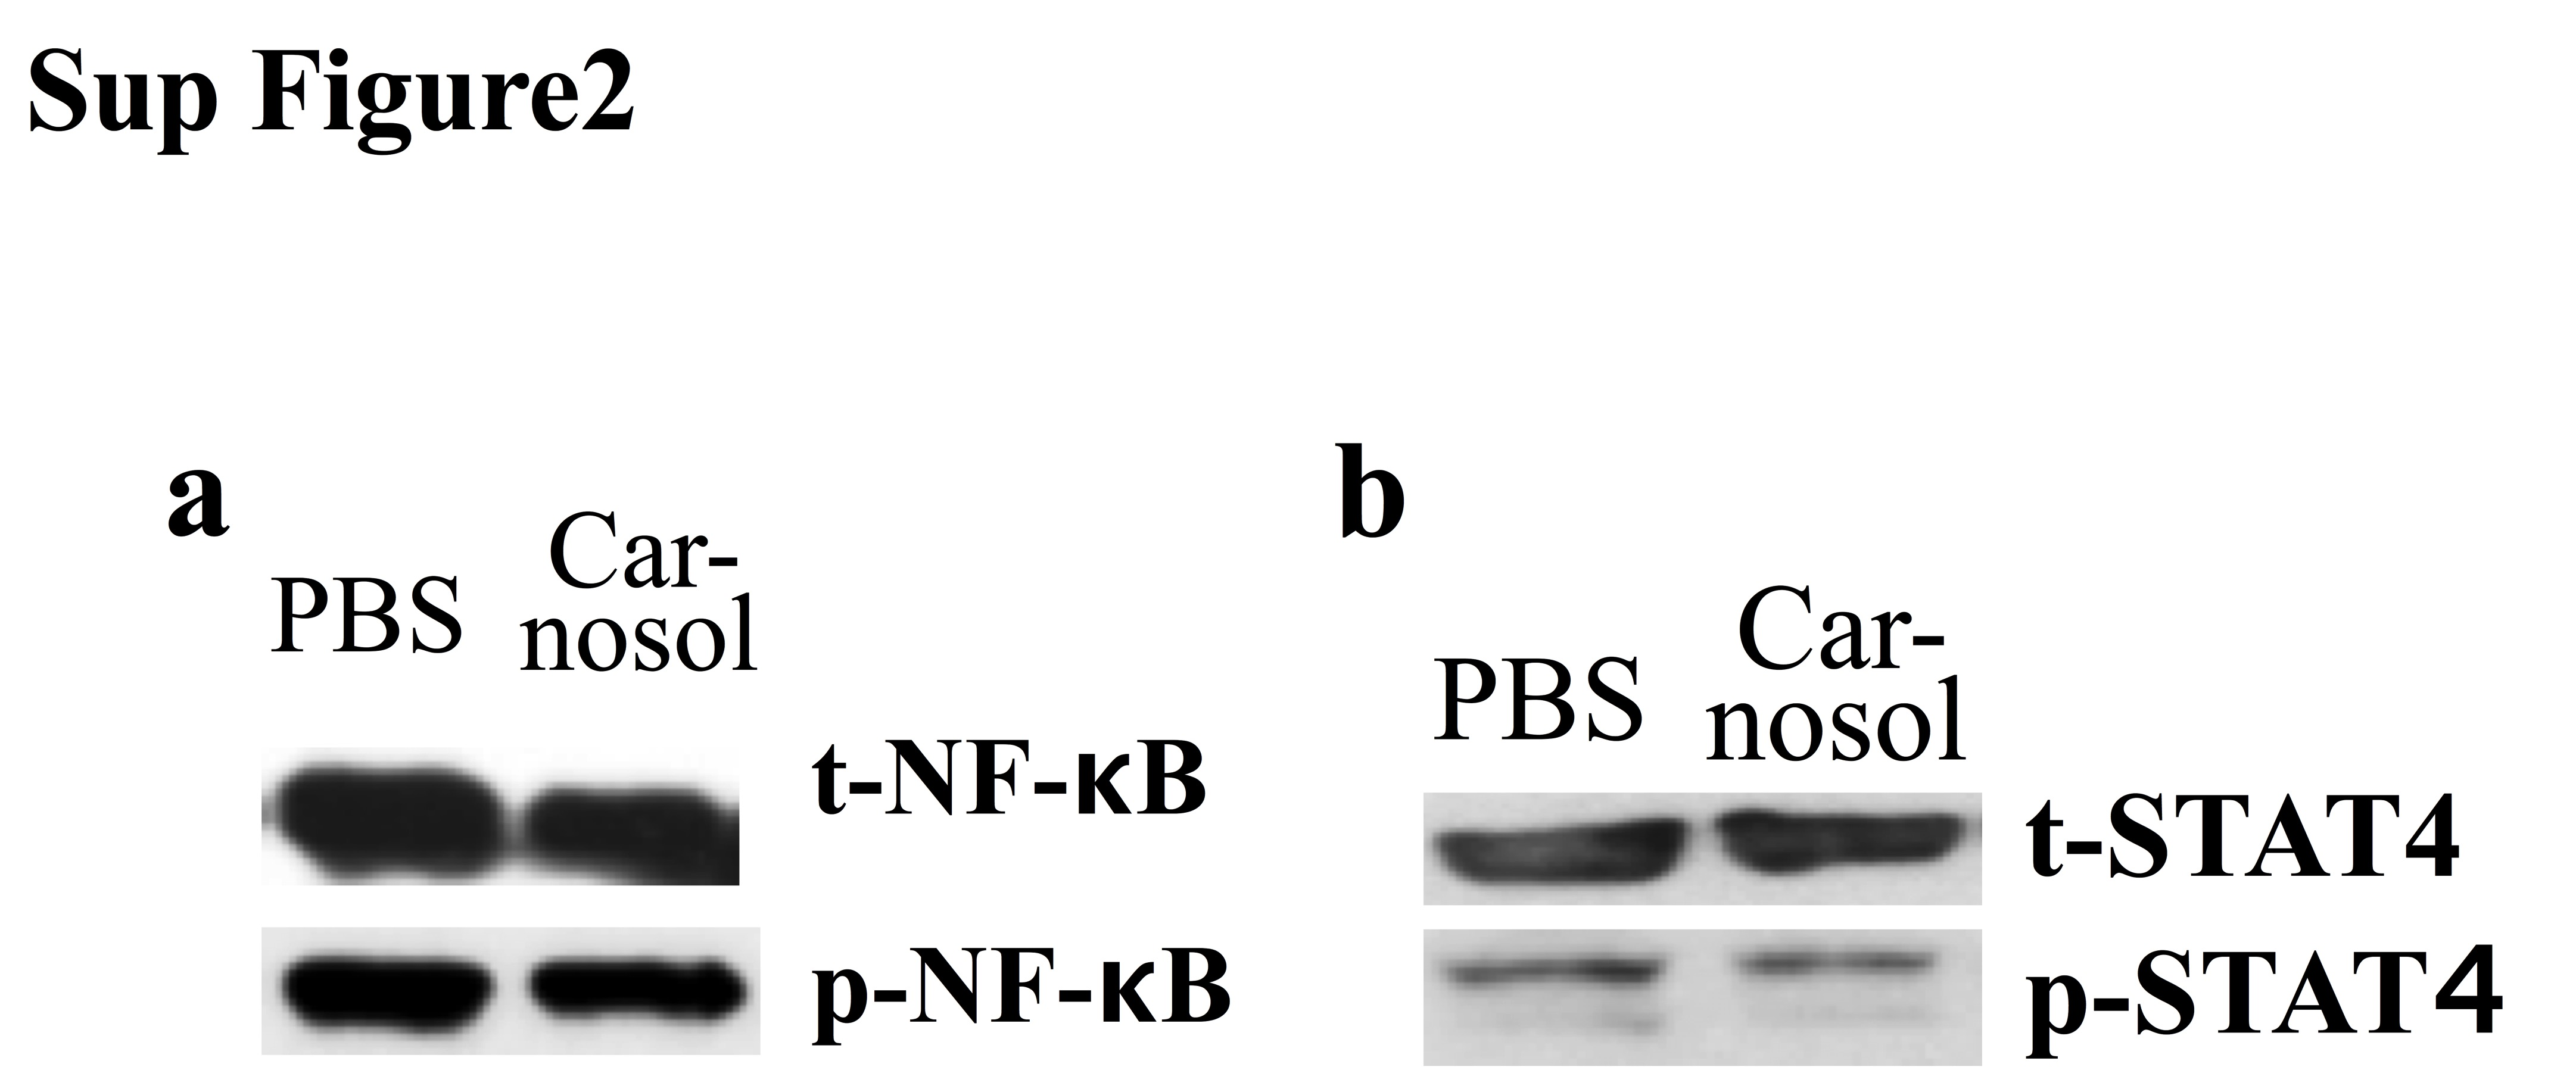 Sup Figure2
a
PBS
Car-
nosol
t-NF-κB
p-NF-κB
b
PBS
Car-
nosol
t-STAT4
p-STAT4